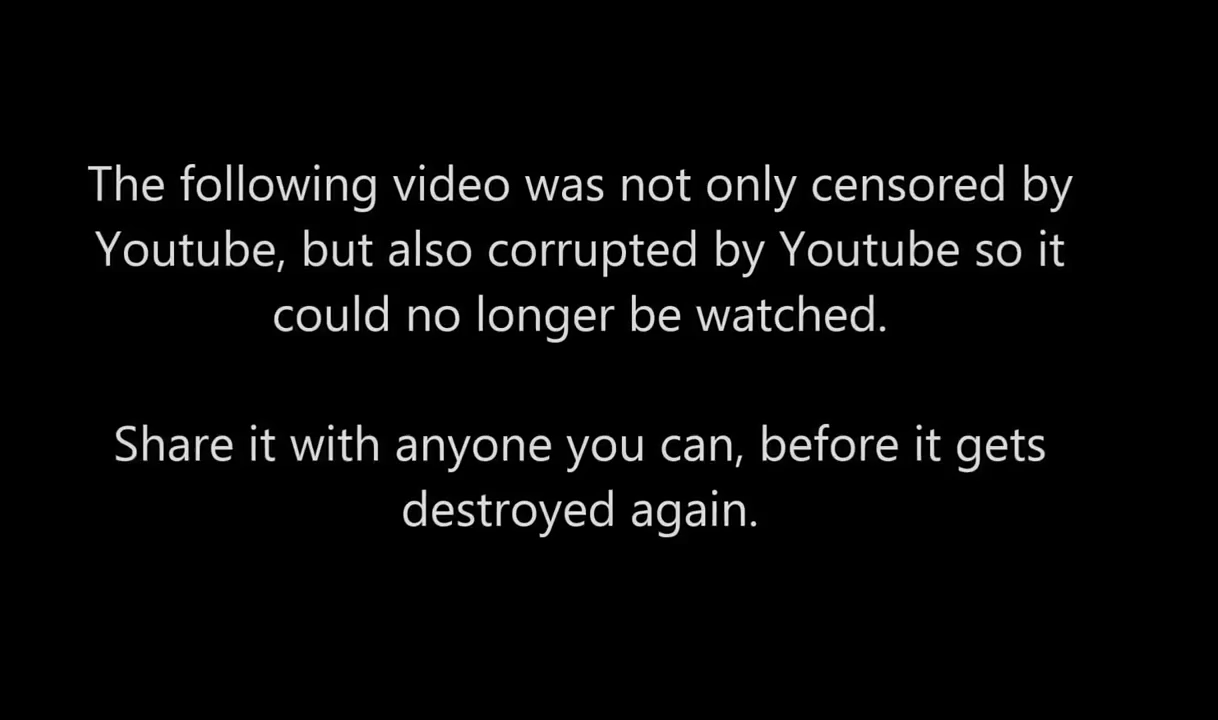 The following video was not only censored by
Youtube, but also corrupted by Youtube so it
could no longer be watched.
Share it with anyone you can, before it gets
destroyed again.